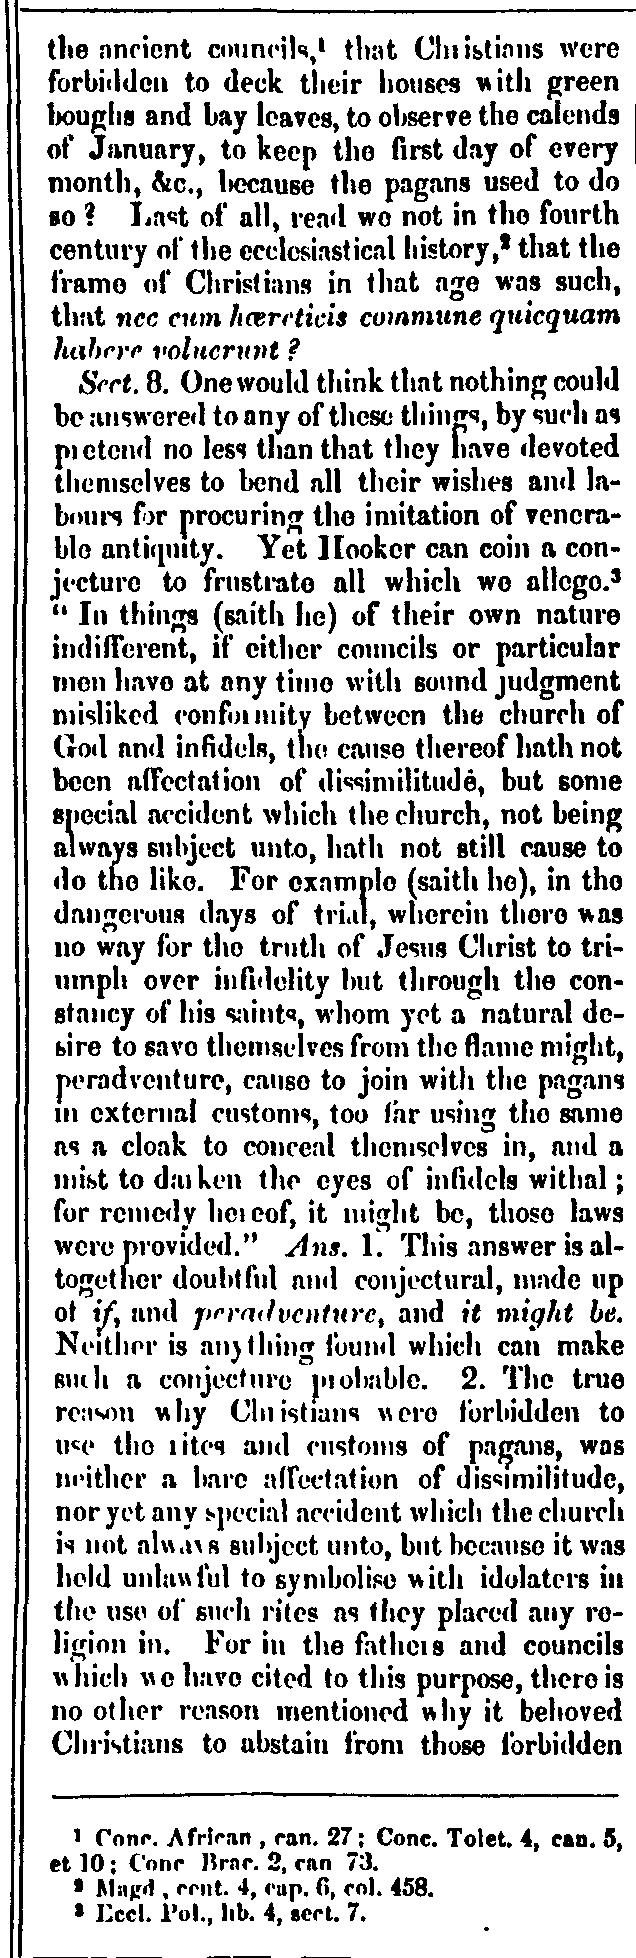 the ancient councils,¹ that Christians were
forbidden to deck their houses with green
boughs and bay leaves, to observe the calends
of January, to keep the first day of every
month, &c., because the pagans used to do
so? Last of all, read we not in the fourth
century of the ecclesiastical history,² that the
frame of Christians in that age was such,
that nec cum hæreticis commune quicquam
habere voluerunt?
Sect. 8. One would think that nothing could
be answered to any of these things, by such as
pretend no less than that they have devoted
themselves to bend all their wishes and la-
bours for procuring the imitation of venera-
ble antiquity. Yet Hooker can coin a con-
jecture to frustrate all which we allege.³
" In things (saith he) of their own nature
indifferent, if either councils or particular
men have at any time with sound judgment
misliked conformity between the church of
God and infidels, the cause thereof hath not
been affectation of dissimilitude, but some
special accident which the church, not being
always subject unto, hath not still cause to
do the like. For example (saith he), in the
dangerous days of trial, wherein there was
no way for the truth of Jesus Christ to tri-
umph over infidelity but through the con-
stancy of his saints, whom yet a natural de-
sire to save themselves from the flame might,
peradventure, cause to join with the pagans
in external customs, too far using the same
as a cloak to conceal themselves in, and a
mist to darken the eyes of infidels withal;
for remedy hereof, it might be, those laws
were provided." Ans. 1. This answer is al-
together doubtful and conjectural, made up
of if, and peradventure, and it might be.
Neither is anything found which can make
such a conjecture probable. 2. The true
reason why Christians were forbidden to
use the rites and customs of pagans, was
neither a bare affectation of dissimilitude,
nor yet any special accident which the church
is not always subject unto, but because it was
held unlawful to symbolise with idolaters in
the use of such rites as they placed any re-
ligion in. For in the fathers and councils
which we have cited to this purpose, there is
no other reason mentioned why it behoved
Christians to abstain from those forbidden
¹ Conc. African, can. 27; Conc. Tolet. 4, can. 5,
et 10; Conc Brac. 2, can 73.
² Magd, cent. 4, cap. 6, col. 458.
³ Eccl. Pol., lib. 4, sect. 7.